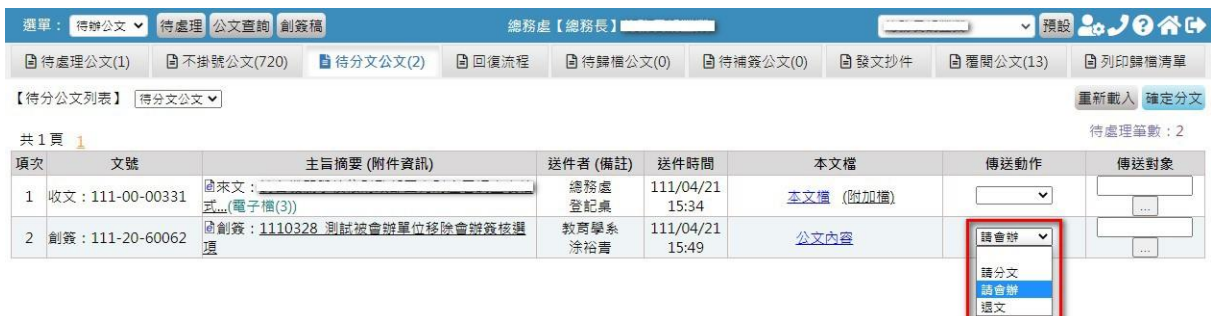 選單： 待辦公文 待處理 公文查詢 創簽稿 總務處【總務長】 預設
待處理公文(1) 不掛號公文(720) 待分文公文(2) 回復流程 待歸檔公文(0) 待補簽公文(0) 發文抄件 覆閱公文(13) 列印歸檔清單
【待分公文列表】 待分文公文 重新載入 確定分文
共1頁 1 待處理筆數：2
項次 文號 主旨摘要 (附件資訊) 送件者 (備註) 送件時間 本文檔 傳送動作 傳送對象
1 收文：111-00-00331 來文： 式...(電子檔(3)) 總務處 登記桌 111/04/21 15:34 本文檔 (附加檔) ...
2 創簽：111-20-60062 創簽：1110328 測試被會辦單位移除會辦簽核選項 教育學系 涂裕書 111/04/21 15:49 公文內容 請會辦 ...
請分文
請會辦
退文